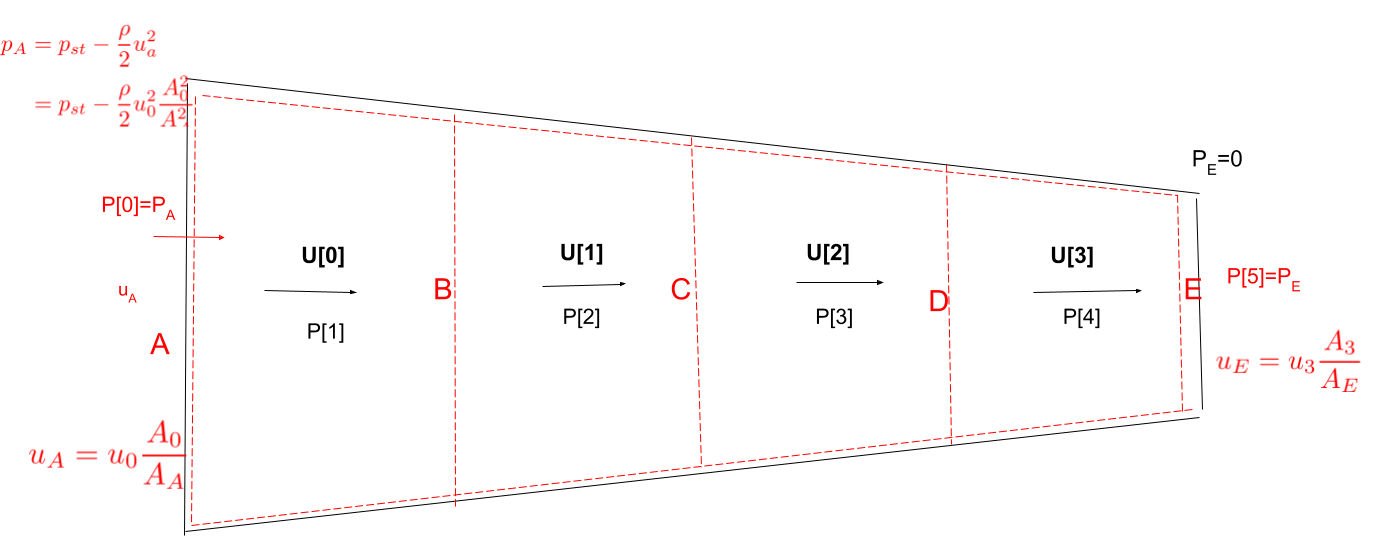 p_A = p_{st} - \frac{\rho}{2} u_a^2
= p_{st} - \frac{\rho}{2} u_0^2 \frac{A_0^2}{A^2}
P_E=0
P[0]=P_A
U[0]
U[1]
U[2]
U[3]
u_A
B
C
D
E
P[5]=P_E
P[1]
P[2]
P[3]
P[4]
A
u_E = u_3 \frac{A_3}{A_E}
u_A = u_0 \frac{A_0}{A_A}